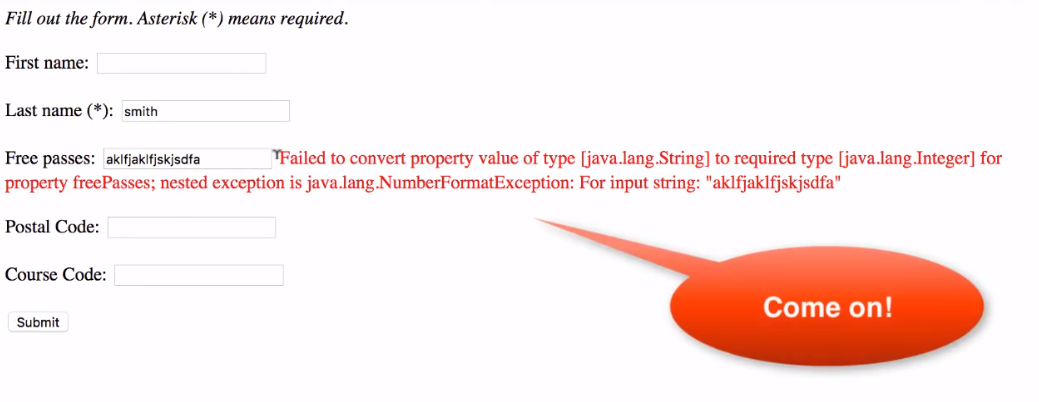 Fill out the form. Asterisk (*) means required.
First name:
Last name (*): smith
Free passes: aklfjaklfjskjsdfa Failed to convert property value of type [java.lang.String] to required type [java.lang.Integer] for
property freePasses; nested exception is java.lang.NumberFormatException: For input string: "aklfjaklfjskjsdfa"
Postal Code:
Course Code:
Come on!
Submit